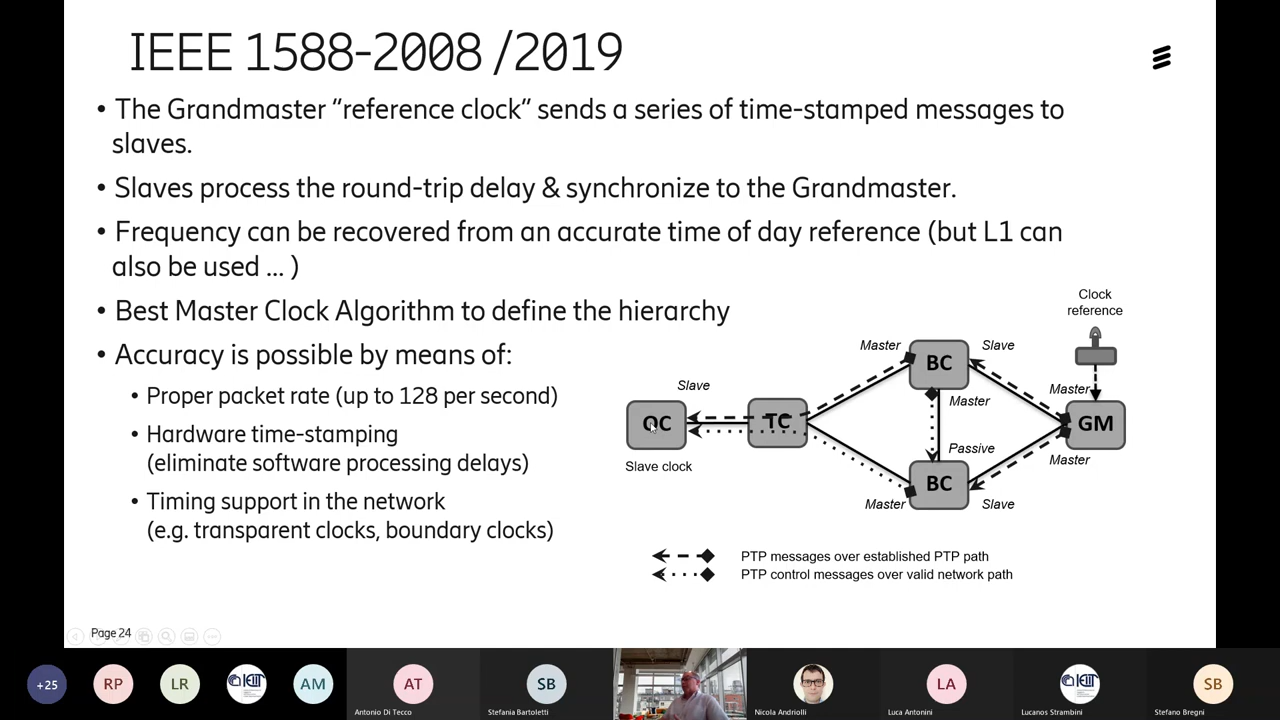 IEEE 1588-2008 /2019
• The Grandmaster “reference clock” sends a series of time-stamped messages to
slaves.
• Slaves process the round-trip delay & synchronize to the Grandmaster.
• Frequency can be recovered from an accurate time of day reference (but L1 can
also be used ... )
• Best Master Clock Algorithm to define the hierarchy
• Accuracy is possible by means of:
• Proper packet rate (up to 128 per second)
• Hardware time-stamping
(eliminate software processing delays)
• Timing support in the network
(e.g. transparent clocks, boundary clocks)
Clock
reference
Master
BC
Slave
Slave
Master
Master
OC
TC
GM
Passive
Master
Slave clock
BC
Master
Slave
PTP messages over established PTP path
PTP control messages over valid network path
Page 24
+25
RP
LR
IEIIT
AM
AT
SB
LA
IEIIT
SB
Antonio Di Tecco
Stefania Bartoletti
Nicola Andriolli
Luca Antonini
Lucanos Strambini
Stefano Bregni